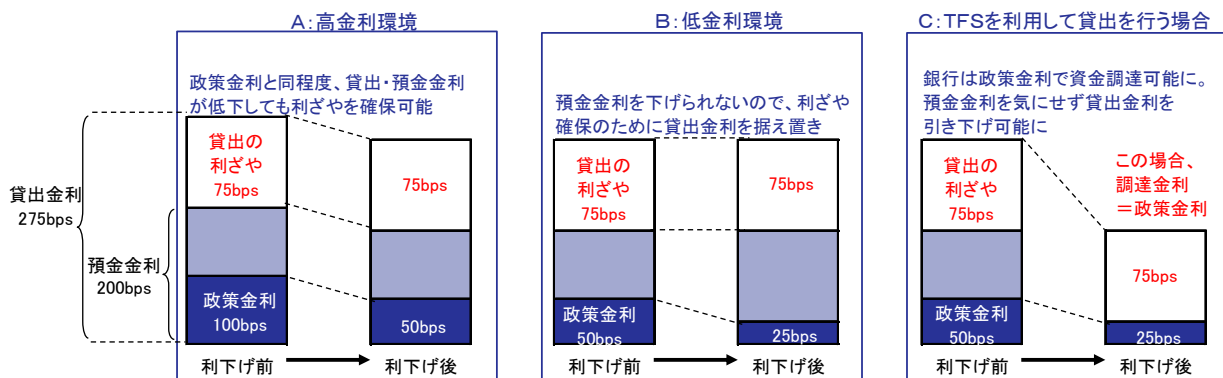 A:高金利環境
政策金利と同程度、貸出・預金金利
が低下しても利ざやを確保可能
貸出金利
275bps
預金金利
200bps
貸出の
利ざや
75bps
政策金利
100bps
75bps
50bps
利下げ前
利下げ後
B:低金利環境
預金金利を下げられないので、利ざや
確保のために貸出金利を据え置き
貸出の
利ざや
75bps
政策金利
50bps
75bps
25bps
利下げ前
利下げ後
C:TFSを利用して貸出を行う場合
銀行は政策金利で資金調達可能に。
預金金利を気にせず貸出金利を
引き下げ可能に
貸出の
利ざや
75bps
政策金利
50bps
この場合、
調達金利
=政策金利
75bps
25bps
利下げ前
利下げ後